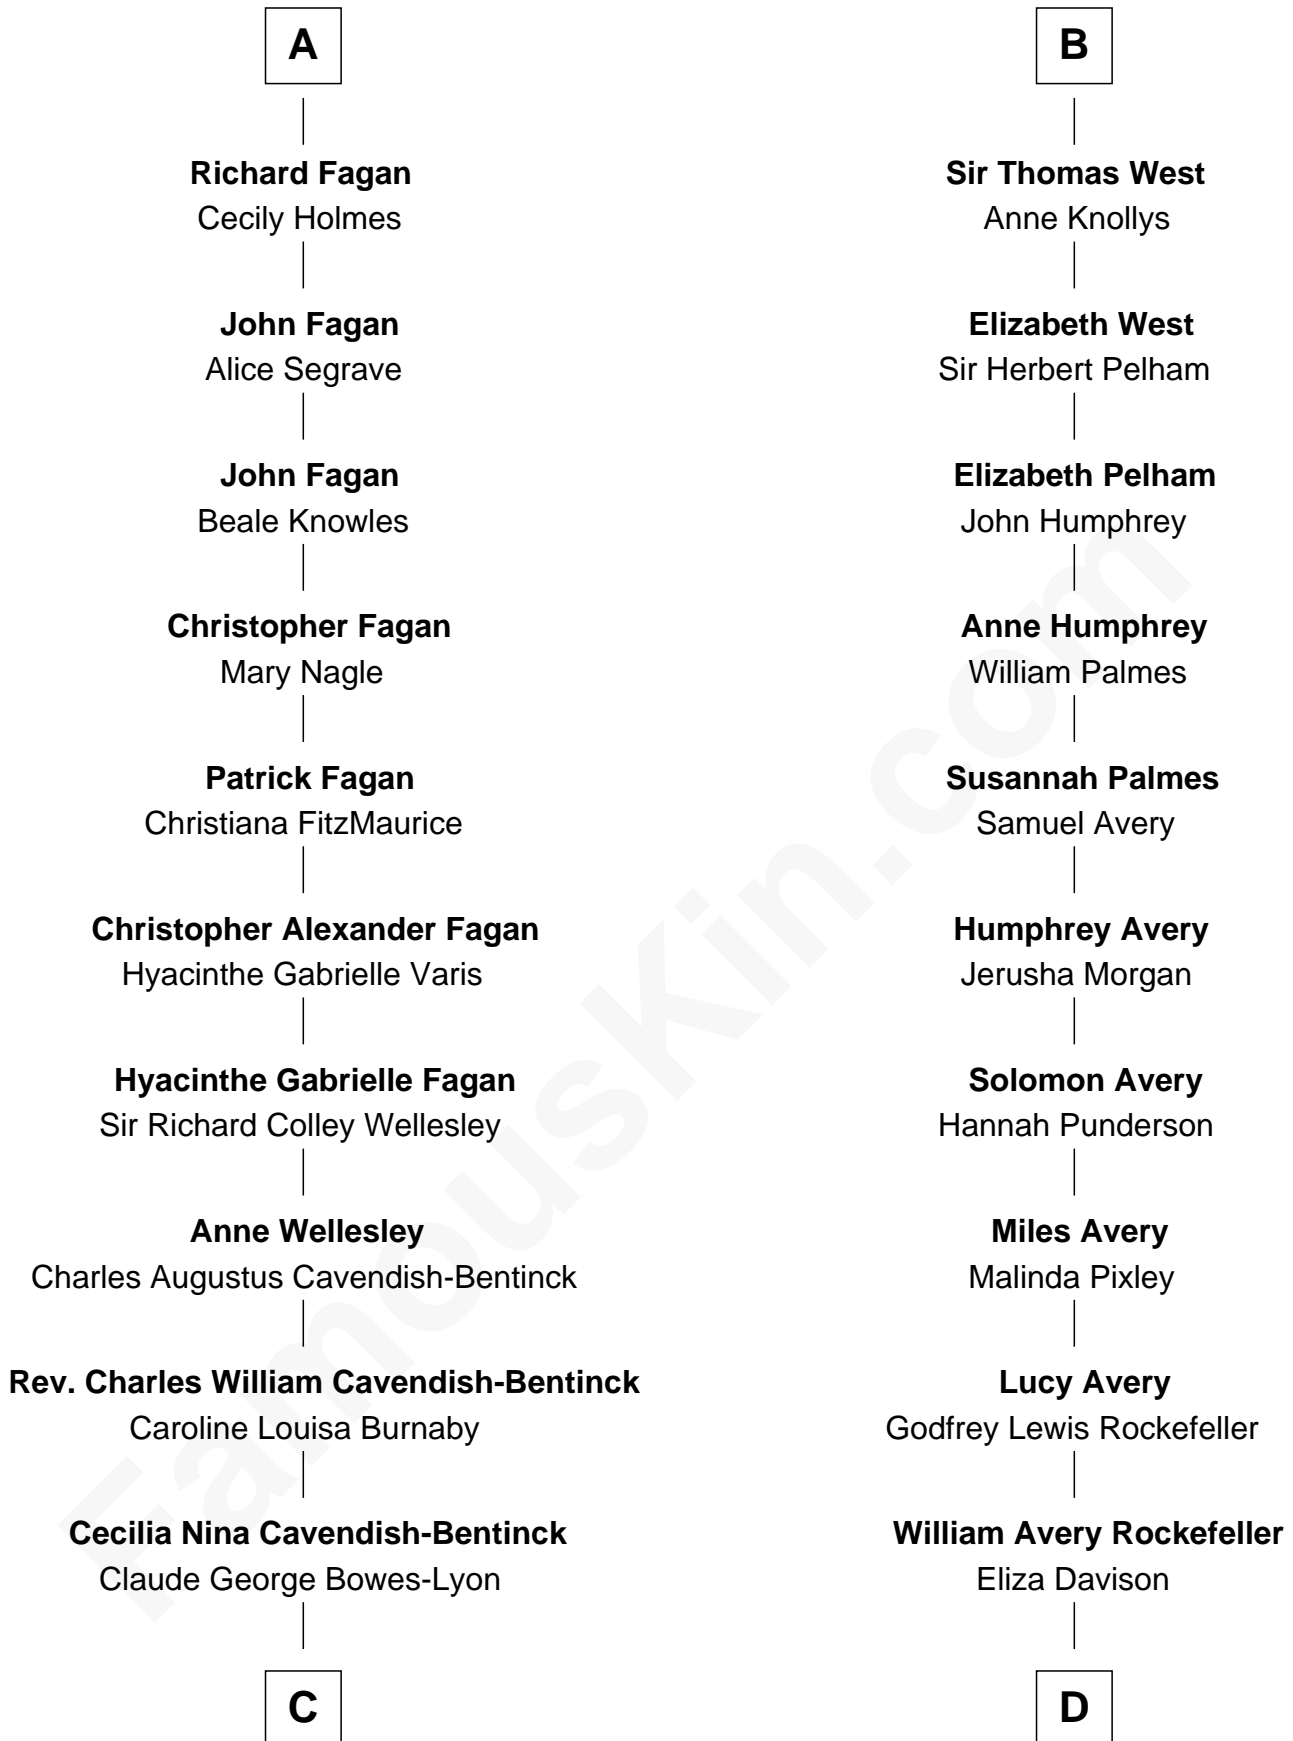 A
Richard Fagan
Cecily Holmes
John Fagan
Alice Segrave
John Fagan
Beale Knowles
Christopher Fagan
Mary Nagle
Patrick Fagan
Christiana FitzMaurice
Christopher Alexander Fagan
Hyacinthe Gabrielle Varis
Hyacinthe Gabrielle Fagan
Sir Richard Colley Wellesley
Anne Wellesley
Charles Augustus Cavendish-Bentinck
Rev. Charles William Cavendish-Bentinck
Caroline Louisa Burnaby
Cecilia Nina Cavendish-Bentinck
Claude George Bowes-Lyon
C
B
Sir Thomas West
Anne Knollys
Elizabeth West
Sir Herbert Pelham
Elizabeth Pelham
John Humphrey
Anne Humphrey
William Palmes
Susannah Palmes
Samuel Avery
Humphrey Avery
Jerusha Morgan
Solomon Avery
Hannah Punderson
Miles Avery
Malinda Pixley
Lucy Avery
Godfrey Lewis Rockefeller
William Avery Rockefeller
Eliza Davison
D
FamousKin.com